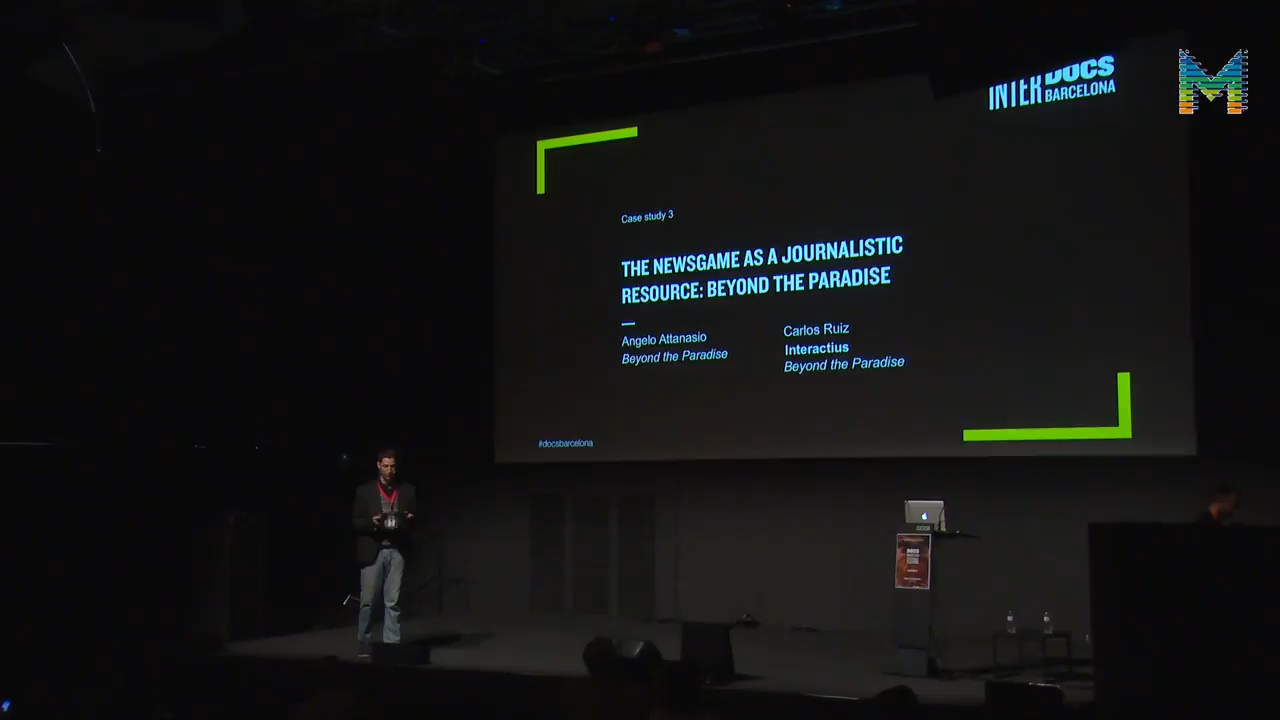 INTER DOCS
BARCELONA
M
Case study 3
THE NEWSGAME AS A JOURNALISTIC
RESOURCE: BEYOND THE PARADISE
Angelo Attanasio
Beyond the Paradise
Carlos Ruiz
Interactius
Beyond the Paradise
#docsbarcelona
DOCS